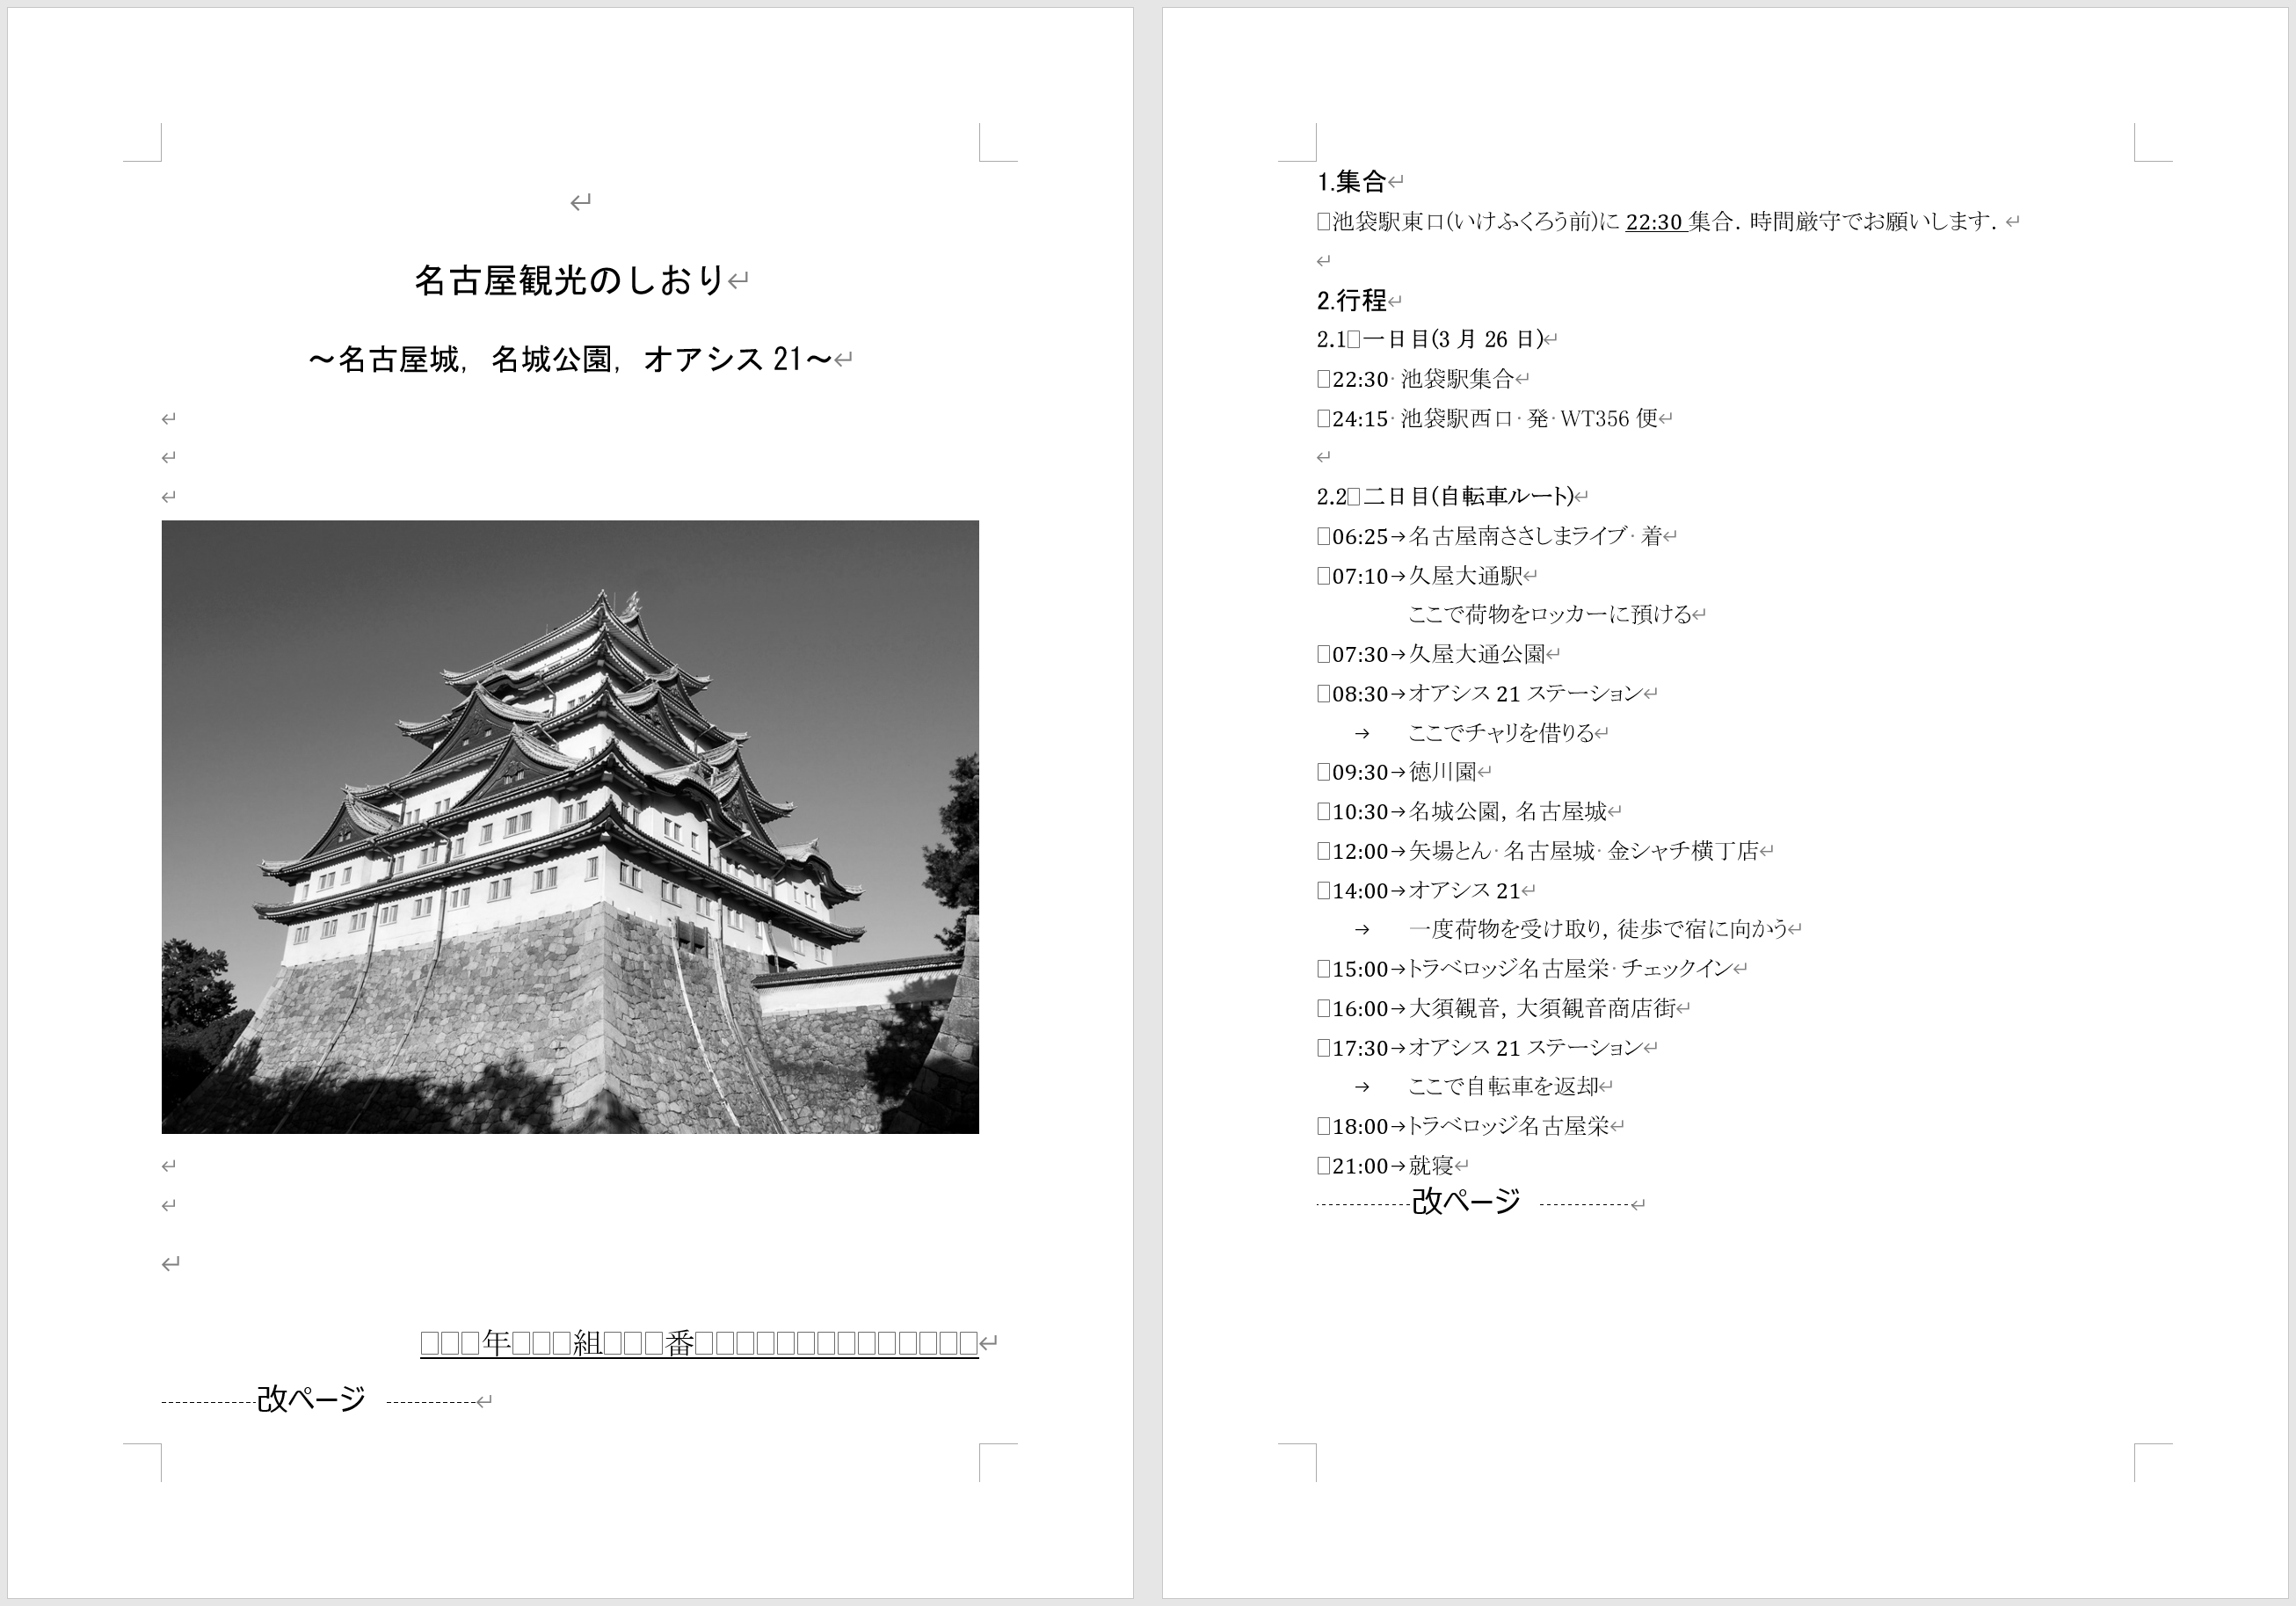 名古屋観光のしおり
～名古屋城，名城公園，オアシス 21～
年　　　組　　　番
改ページ
1.集合
池袋駅東口(いけふくろう前)に 22:30 集合．時間厳守でお願いします．
2.行程
2.1　一日目(3 月 26 日)
22:30 池袋駅集合
24:15 池袋駅西口 発 WT356 便
2.2　二日目(自転車ルート)
06:25→名古屋南ささしまライブ 着
07:10→久屋大通駅
ここで荷物をロッカーに預ける
07:30→久屋大通公園
08:30→オアシス 21 ステーション
→ ここでチャリを借りる
09:30→徳川園
10:30→名城公園，名古屋城
12:00→矢場とん 名古屋城 金シャチ横丁店
14:00→オアシス 21
→ 一度荷物を受け取り，徒歩で宿に向かう
15:00→トラベロッジ名古屋栄 チェックイン
16:00→大須観音，大須観音商店街
17:30→オアシス 21 ステーション
→ ここで自転車を返却
18:00→トラベロッジ名古屋栄
21:00→就寝
改ページ